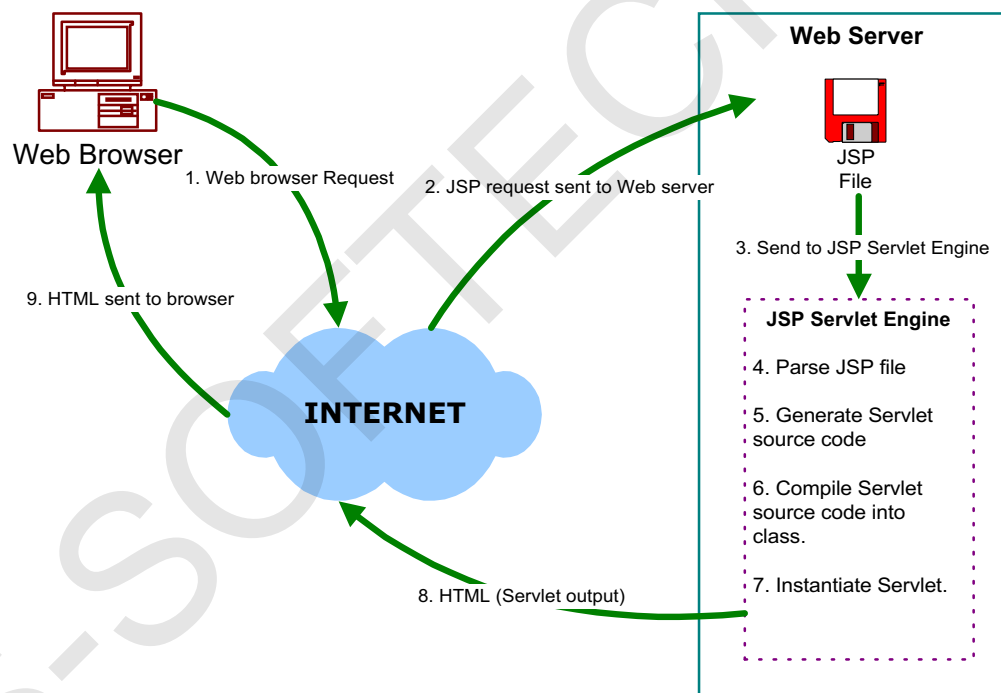 Web Server
JSP
File
Web Browser
1. Web browser Request
2. JSP request sent to Web server
3. Send to JSP Servlet Engine
9. HTML sent to browser
JSP Servlet Engine
4. Parse JSP file
5. Generate Servlet
source code
6. Compile Servlet
source code into
class.
7. Instantiate Servlet.
INTERNET
8. HTML (Servlet output)
-SOFTEC